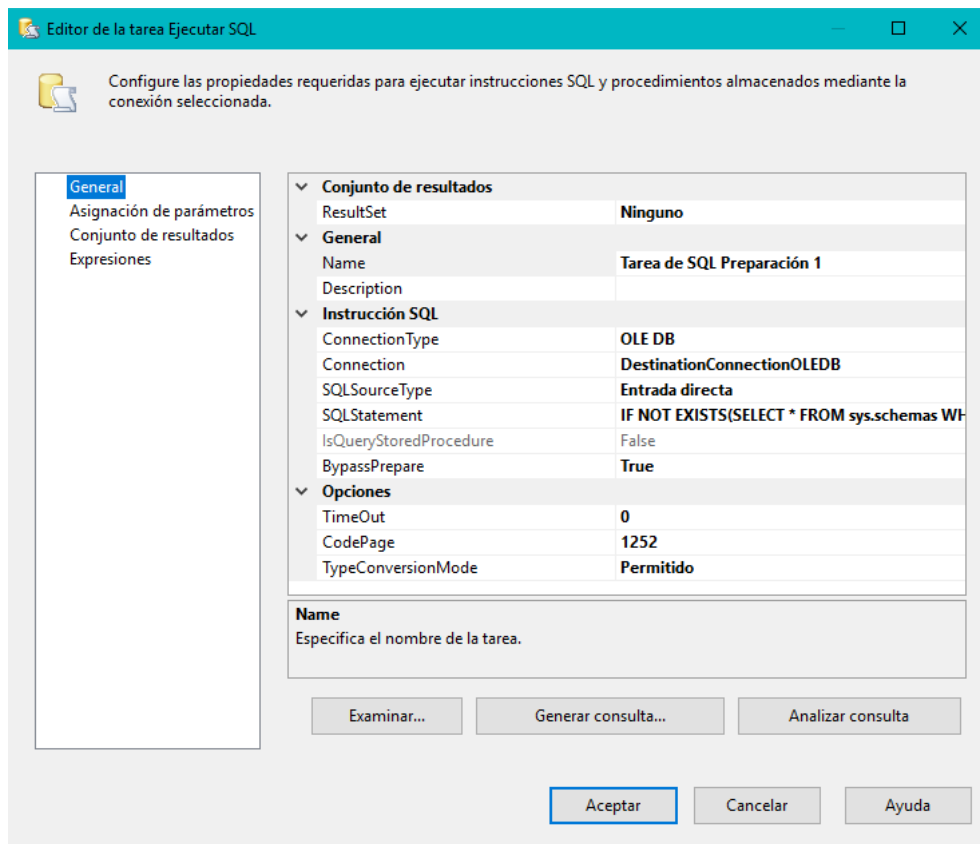 Editor de la tarea Ejecutar SQL
Configure las propiedades requeridas para ejecutar instrucciones SQL y procedimientos almacenados mediante la
conexión seleccionada.
General
Asignación de parámetros
Conjunto de resultados
Expresiones
Conjunto de resultados
ResultSet Ninguno
General
Name Tarea de SQL Preparación 1
Description
Instrucción SQL
ConnectionType OLE DB
Connection DestinationConnectionOLEDB
SQLSourceType Entrada directa
SQLStatement IF NOT EXISTS(SELECT * FROM sys.schemas WH
IsQueryStoredProcedure False
BypassPrepare True
Opciones
TimeOut 0
CodePage 1252
TypeConversionMode Permitido
Name
Especifica el nombre de la tarea.
Examinar... Generar consulta... Analizar consulta
Aceptar Cancelar Ayuda